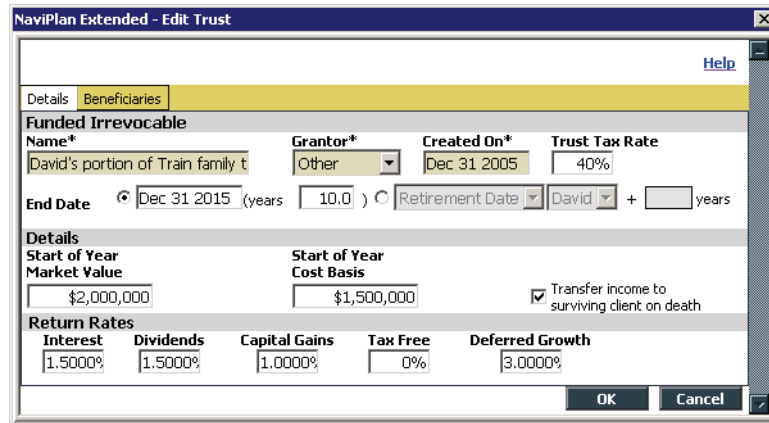 NaviPlan Extended - Edit Trust
Help
Details Beneficiaries
Funded Irrevocable
Name* Grantor* Created On* Trust Tax Rate
David's portion of Train family t Other Dec 31 2005 40%
End Date Dec 31 2015 (years 10.0 ) Retirement Date David + years
Details
Start of Year Start of Year
Market Value Cost Basis
$2,000,000 $1,500,000 Transfer income to
surviving client on death
Return Rates
Interest Dividends Capital Gains Tax Free Deferred Growth
1.5000% 1.5000% 1.0000% 0% 3.0000%
OK Cancel